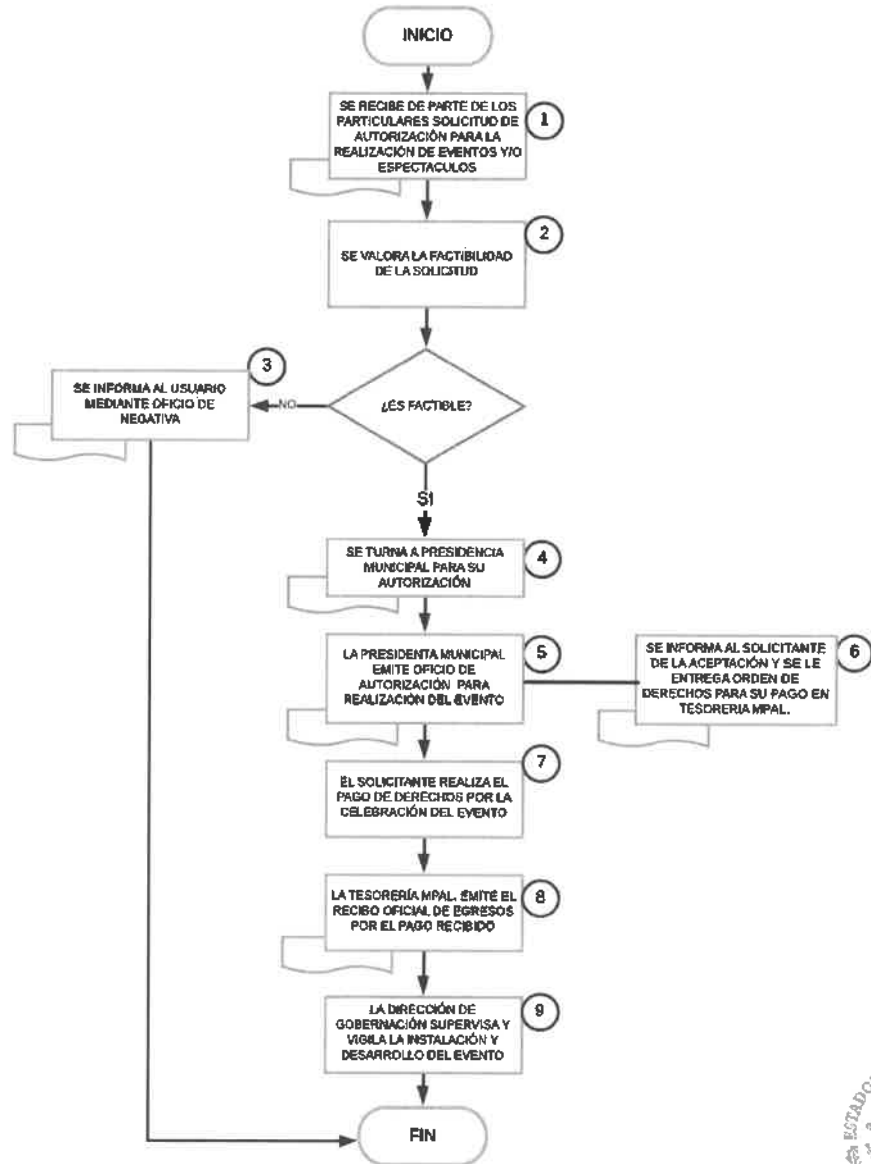 INICIO
SE RECIBE DE PARTE DE LOS
PARTICULARES SOLICITUD DE
AUTORIZACIÓN PARA LA
REALIZACIÓN DE EVENTOS Y/O
ESPECTACULOS
1
SE VALORA LA FACTIBILIDAD
DE LA SOLICITUD
2
¿ES FACTIBLE?
NO
SE INFORMA AL USUARIO
MEDIANTE OFICIO DE
NEGATIVA
3
SI
SE TURNA A PRESIDENCIA
MUNICIPAL PARA SU
AUTORIZACIÓN
4
LA PRESIDENTA MUNICIPAL
EMITE OFICIO DE
AUTORIZACIÓN PARA
REALIZACIÓN DEL EVENTO
5
SE INFORMA AL SOLICITANTE
DE LA ACEPTACIÓN Y SE LE
ENTREGA ORDEN DE
DERECHOS PARA SU PAGO EN
TESORERIA MPAL.
6
EL SOLICITANTE REALIZA EL
PAGO DE DERECHOS POR LA
CELEBRACIÓN DEL EVENTO
7
LA TESORERÍA MPAL. EMITE EL
RECIBO OFICIAL DE EGRESOS
POR EL PAGO RECIBIDO
8
LA DIRECCIÓN DE
GOBERNACIÓN SUPERVISA Y
VIGILA LA INSTALACIÓN Y
DESARROLLO DEL EVENTO
9
FIN
ESTADO